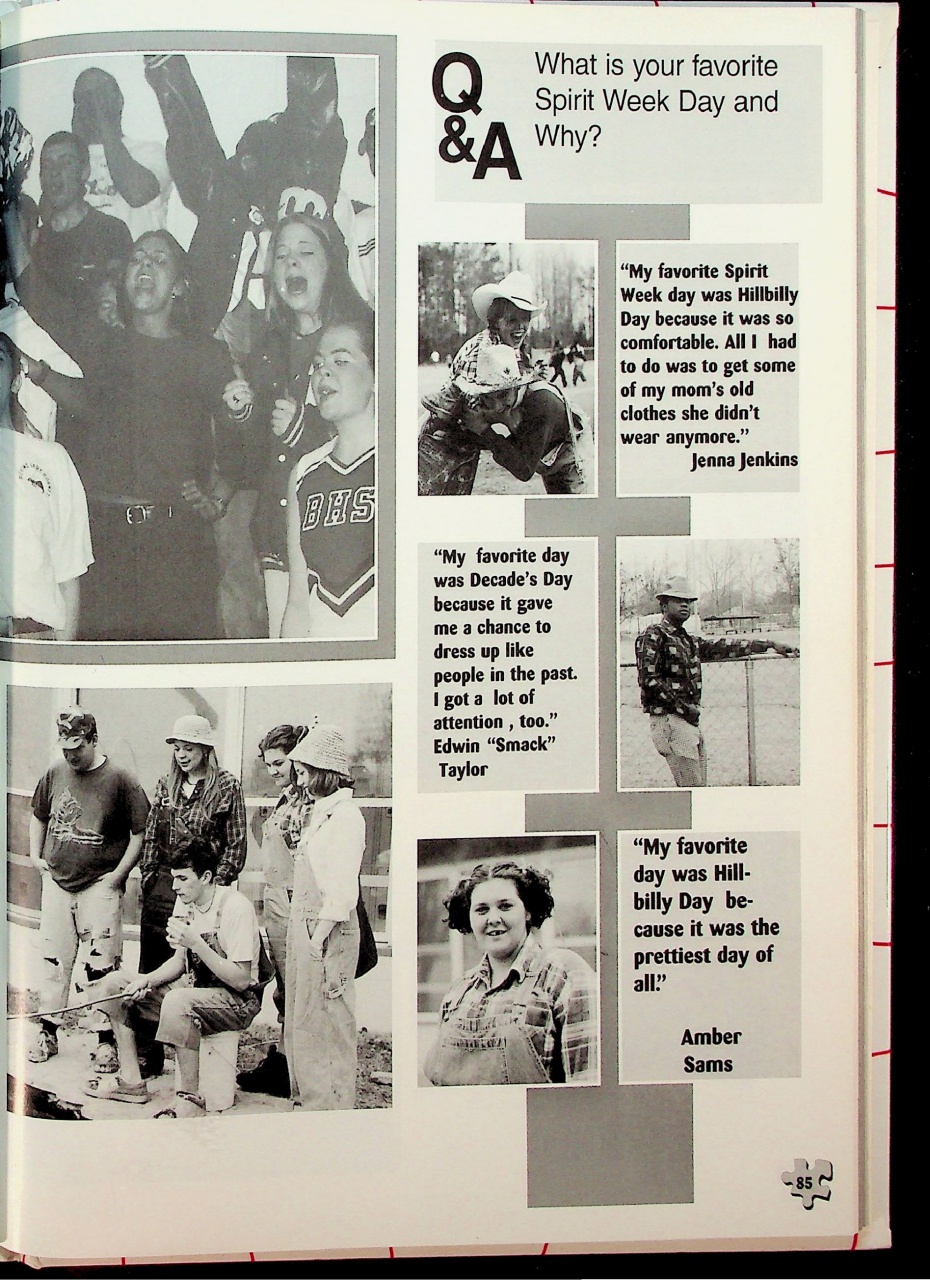 Q
&A
What is your favorite
Spirit Week Day and
Why?
“My favorite Spirit
Week day was Hillbilly
Day because it was so
comfortable. All I had
to do was to get some
of my mom’s old
clothes she didn’t
wear anymore.”
Jenna Jenkins
“My favorite day
was Decade’s Day
because it gave
me a chance to
dress up like
people in the past.
I got a lot of
attention , too.”
Edwin “Smack”
Taylor
“My favorite
day was Hill-
billy Day be-
cause it was the
prettiest day of
all.”
Amber
Sams
BHS
85